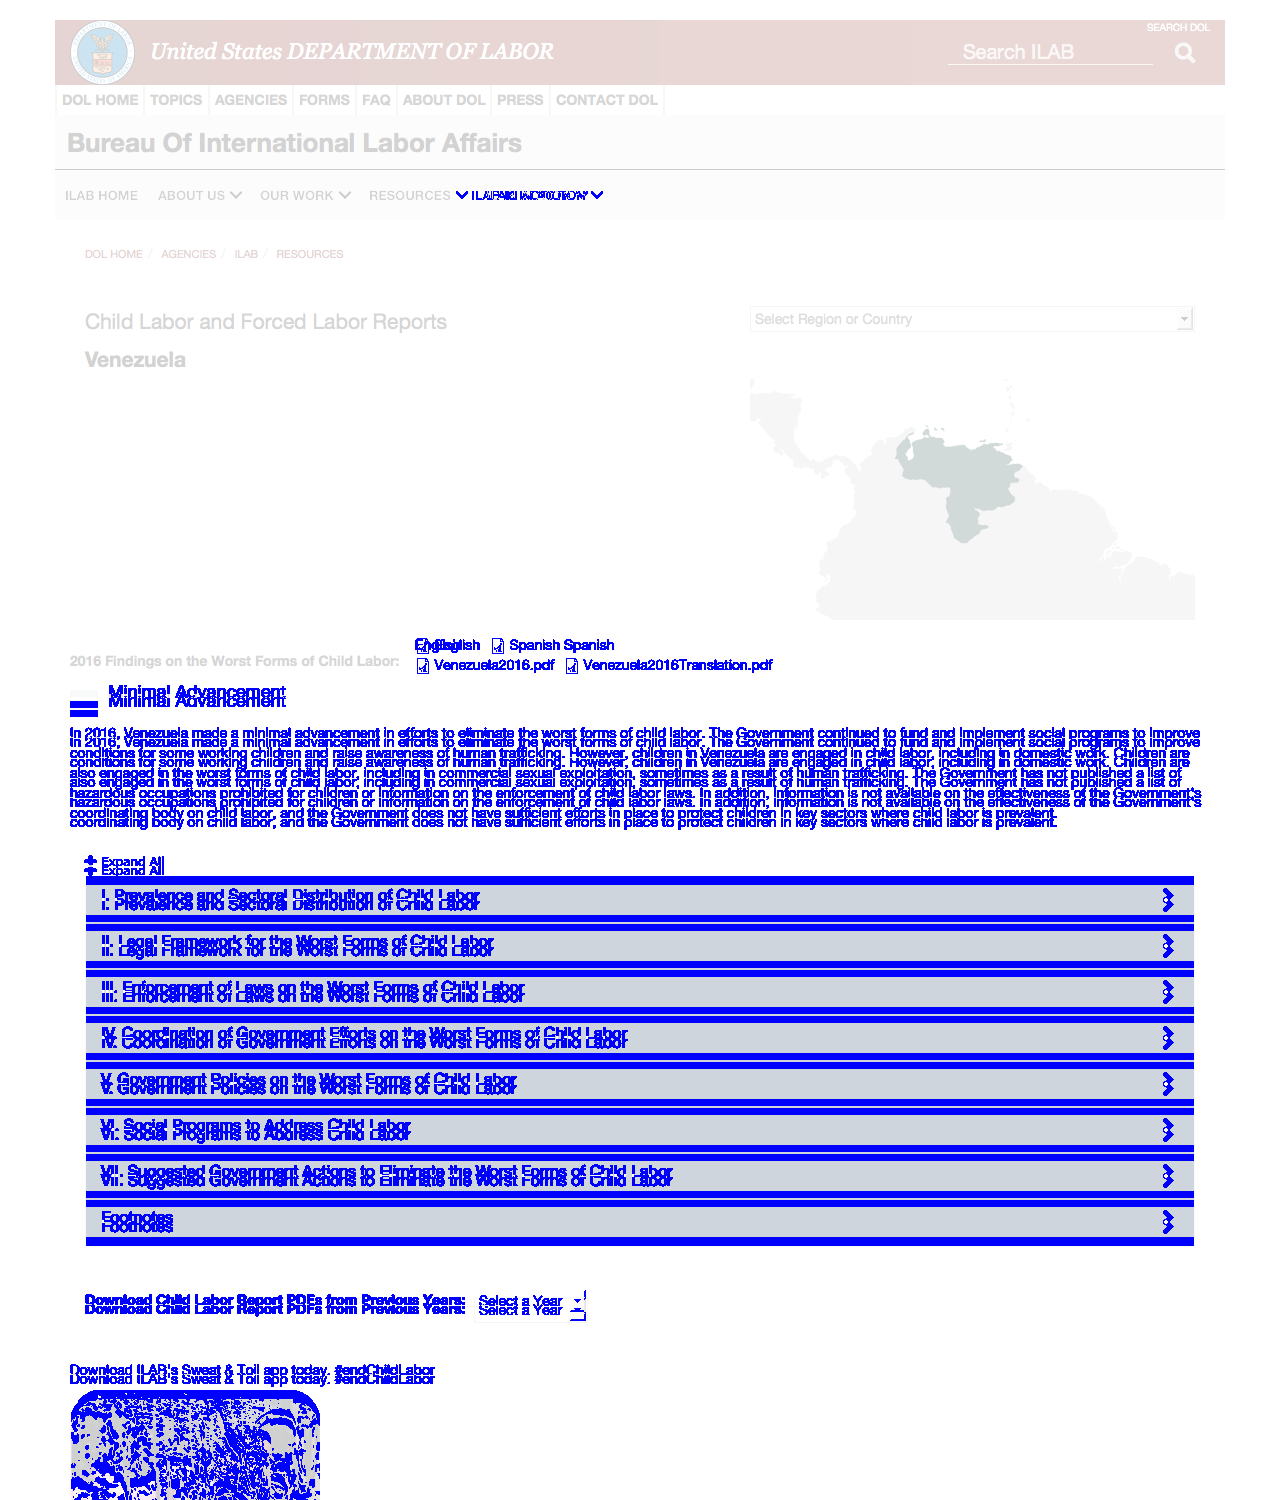 SEARCH DOL
United States DEPARTMENT OF LABOR
Search ILAB
DOL HOME TOPICS AGENCIES FORMS FAQ ABOUT DOL PRESS CONTACT DOL
Bureau Of International Labor Affairs
ILAB HOME ABOUT US OUR WORK RESOURCES
DOL HOME / AGENCIES / ILAB / RESOURCES
Child Labor and Forced Labor Reports
Select Region or Country
Venezuela
English Spanish Spanish
2016 Findings on the Worst Forms of Child Labor:
Venezuela2016.pdf Venezuela2016Translation.pdf
Minimal Advancement
In 2016, Venezuela made a minimal advancement in efforts to eliminate the worst forms of child labor. The Government continued to fund and implement social programs to improve
conditions for some working children and raise awareness of human trafficking. However, children in Venezuela are engaged in child labor, including in domestic work. Children are
also engaged in the worst forms of child labor, including in commercial sexual exploitation, sometimes as a result of human trafficking. The Government has not published a list of
hazardous occupations prohibited for children or information on the enforcement of child labor laws. In addition, information is not available on the effectiveness of the Government's
coordinating body on child labor, and the Government does not have sufficient efforts in place to protect children in key sectors where child labor is prevalent.
Expand All
Expand All
I. Prevalence and Sectoral Distribution of Child Labor
II. Legal Framework for the Worst Forms of Child Labor
III. Enforcement of Laws on the Worst Forms of Child Labor
IV. Coordination of Government Efforts on the Worst Forms of Child Labor
V. Government Policies on the Worst Forms of Child Labor
VI. Social Programs to Address Child Labor
VII. Suggested Government Actions to Eliminate the Worst Forms of Child Labor
Footnotes
Download Child Labor Report PDFs from Previous Years: Select a Year
Download ILAB's Sweat & Toil app today. #endChildLabor
Download ILAB's Sweat & Toil app today. #endChildLabor